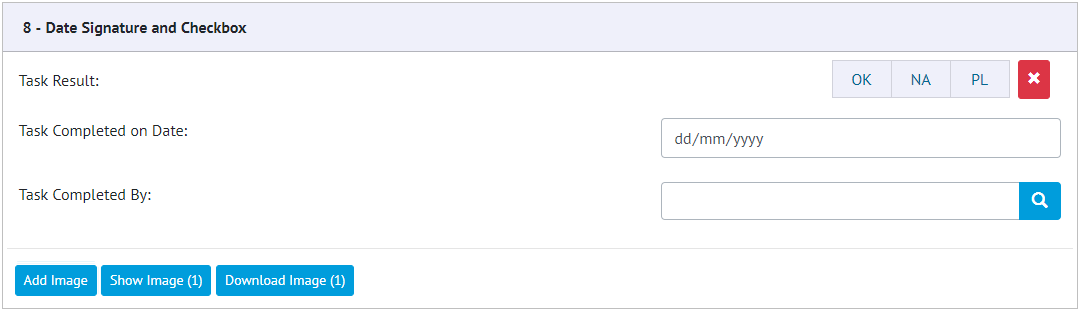 8 - Date Signature and Checkbox
Task Result: OK NA PL
Task Completed on Date: dd/mm/yyyy
Task Completed By:
Add Image Show Image (1) Download Image (1)